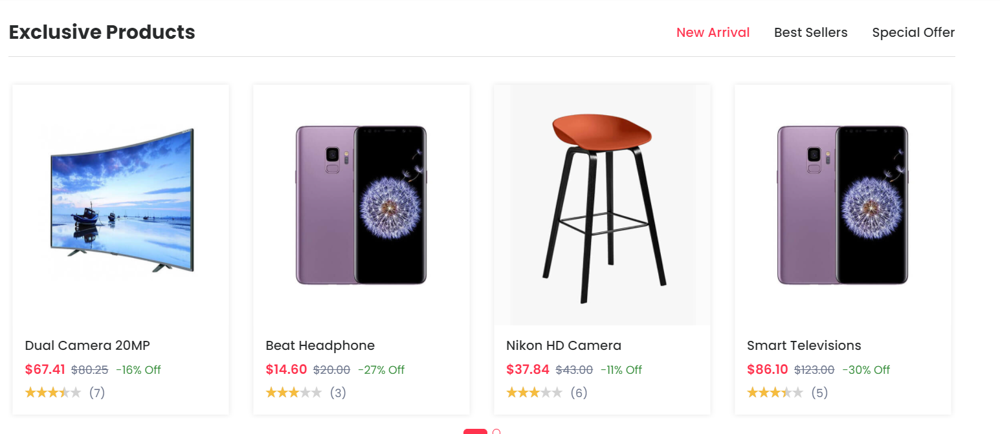 Exclusive Products
New Arrival Best Sellers Special Offer
Dual Camera 20MP
$67.41 $80.25 -16% Off
(7)
Beat Headphone
$14.60 $20.00 -27% Off
(3)
Nikon HD Camera
$37.84 $43.00 -11% Off
(6)
Smart Televisions
$86.10 $123.00 -30% Off
(5)